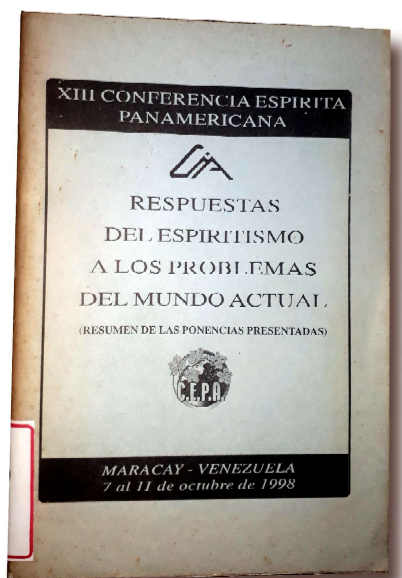 XIII CONFERENCIA ESPIRITA
PANAMERICANA
RESPUESTAS
DEL ESPIRITISMO
A LOS PROBLEMAS
DEL MUNDO ACTUAL
(RESUMEN DE LAS PONENCIAS PRESENTADAS)
C.E.P.A.
MARACAY - VENEZUELA
7 al 11 de octubre de 1998